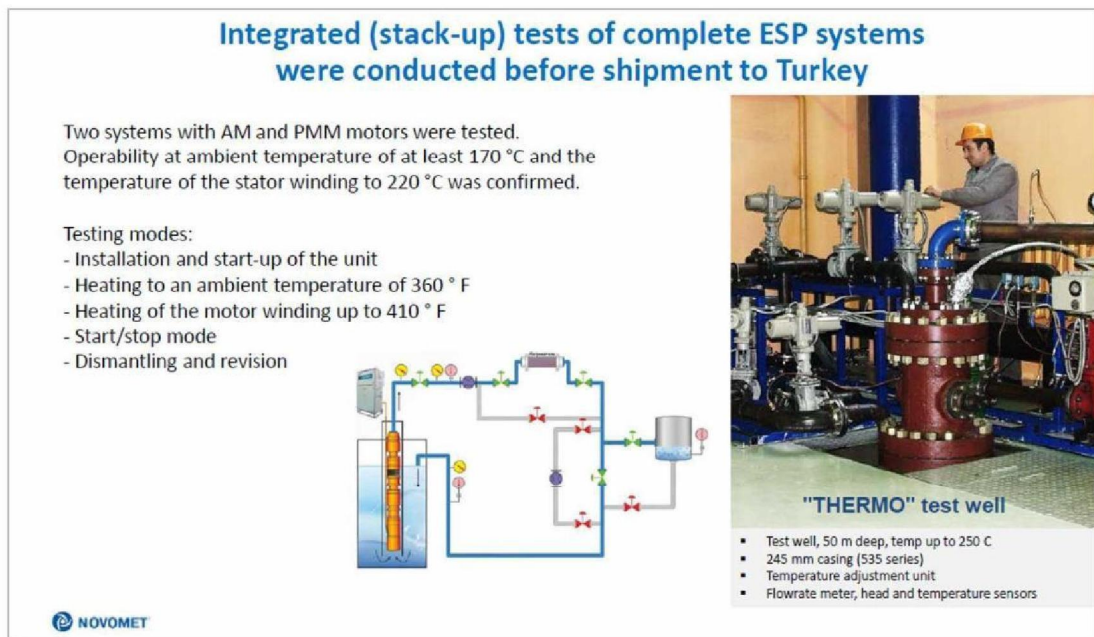 Integrated (stack-up) tests of complete ESP systems
were conducted before shipment to Turkey
Two systems with AM and PMM motors were tested.
Operability at ambient temperature of at least 170 °C and the
temperature of the stator winding to 220 °C was confirmed.
Testing modes:
- Installation and start-up of the unit
- Heating to an ambient temperature of 360 ° F
- Heating of the motor winding up to 410 ° F
- Start/stop mode
- Dismantling and revision
"THERMO" test well
▪ Test well, 50 m deep, temp up to 250 C
▪ 245 mm casing (535 series)
▪ Temperature adjustment unit
▪ Flowrate meter, head and temperature sensors
NOVOMET